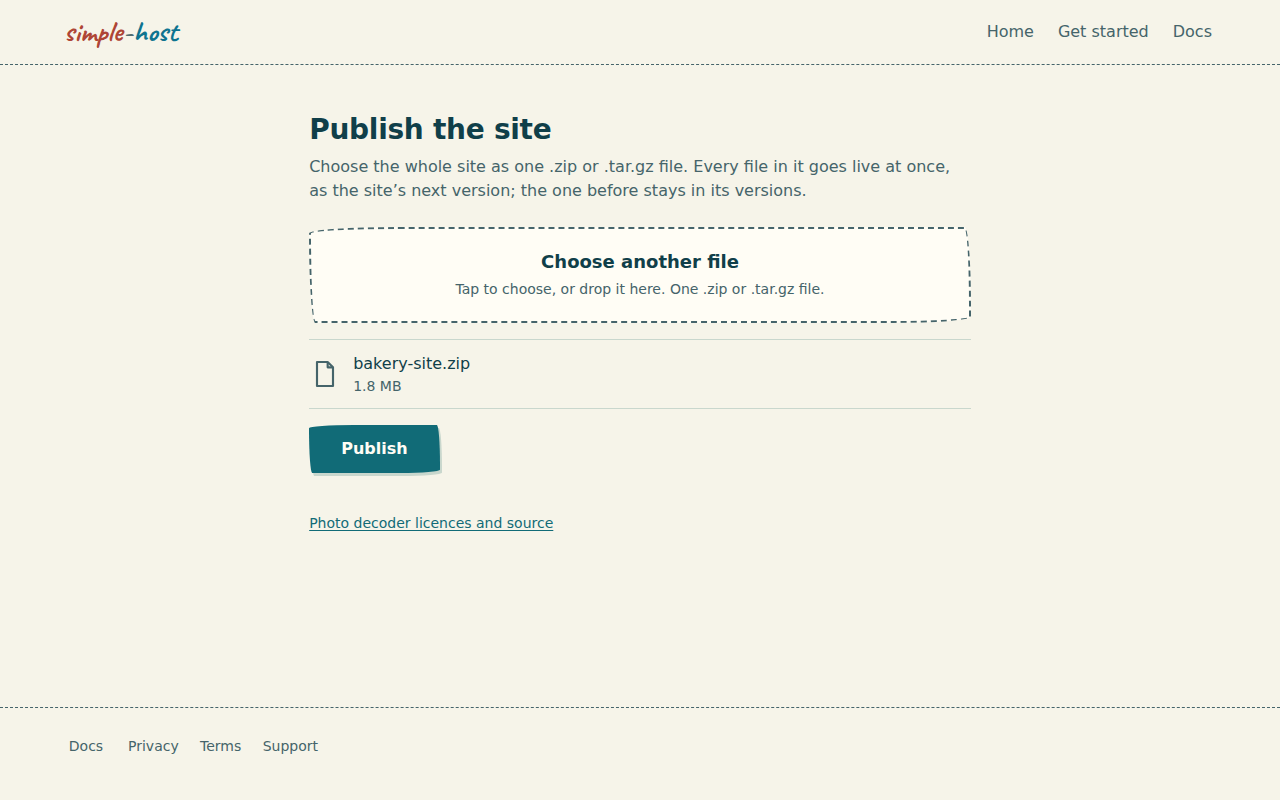 simple-host
Home Get started Docs
Publish the site
Choose the whole site as one .zip or .tar.gz file. Every file in it goes live at once,
as the site’s next version; the one before stays in its versions.
Choose another file
Tap to choose, or drop it here. One .zip or .tar.gz file.
bakery-site.zip
1.8 MB
Publish
Photo decoder licences and source
Docs Privacy Terms Support